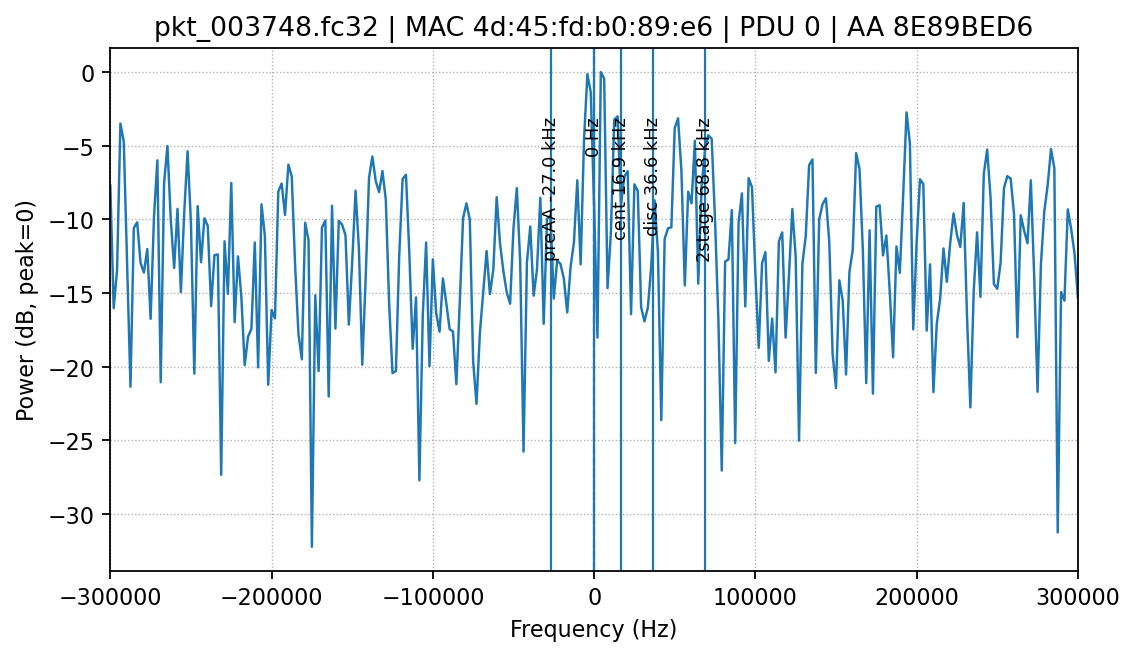 pkt_003748.fc32 | MAC 4d:45:fd:b0:89:e6 | PDU 0 | AA 8E89BED6
Power (dB, peak=0)
0
−5
−10
−15
−20
−25
−30
preAA -27.0 kHz
0 Hz
cent 16.9 kHz
disc 36.6 kHz
2stage 68.8 kHz
−300000
−200000
−100000
0
100000
200000
300000
Frequency (Hz)